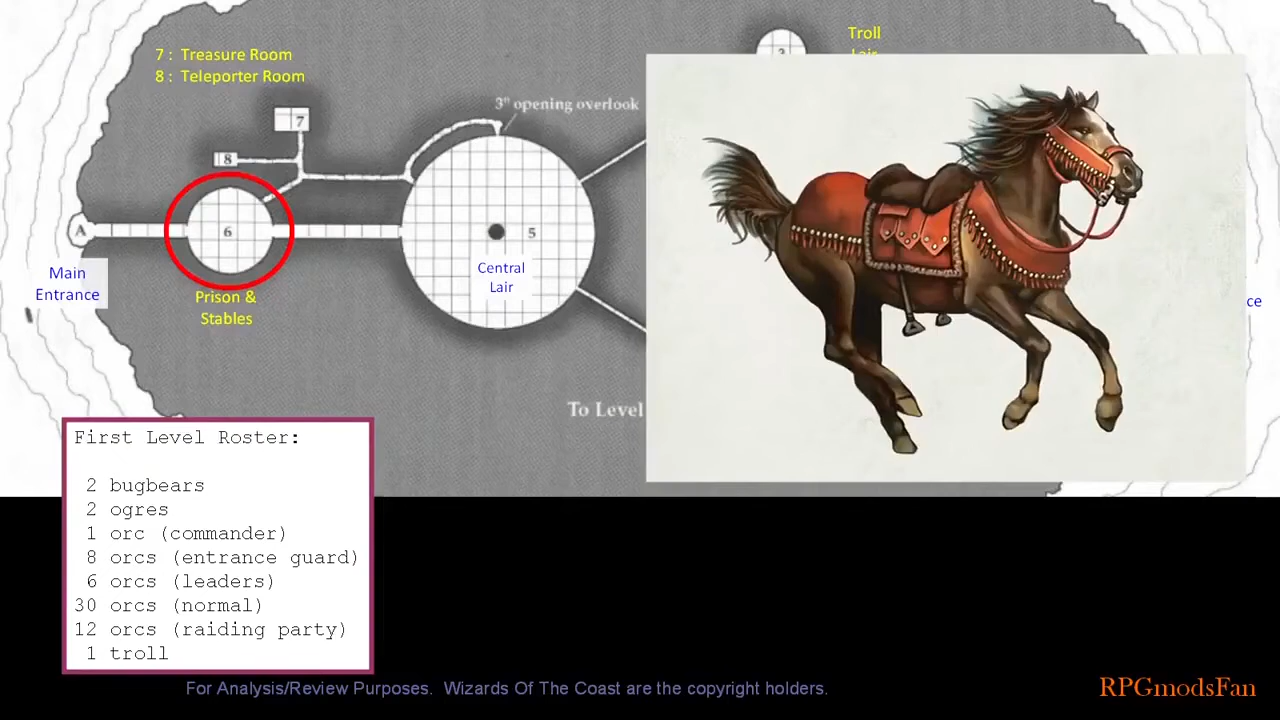 7 : Treasure Room
8 : Teleporter Room
Troll
Lair
3
3" opening overlook
7
8
A
6
5
Main
Entrance
Central
Lair
Prison &
Stables
ce
To Level
First Level Roster:
2 bugbears
2 ogres
1 orc (commander)
8 orcs (entrance guard)
6 orcs (leaders)
30 orcs (normal)
12 orcs (raiding party)
1 troll
For Analysis/Review Purposes. Wizards Of The Coast are the copyright holders.
RPGmodsFan